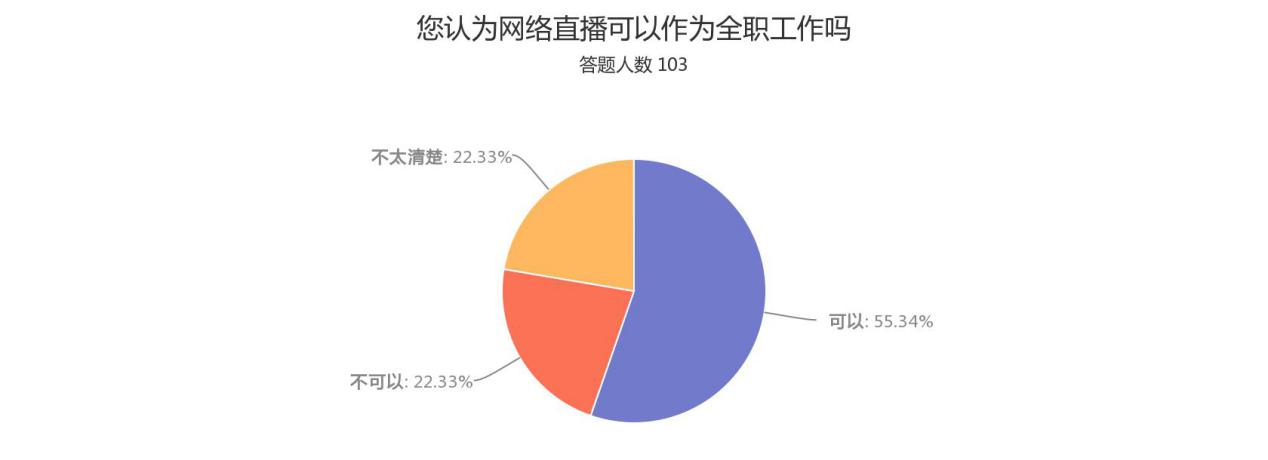 您认为网络直播可以作为全职工作吗
答题人数 103
不太清楚: 22.33%
可以: 55.34%
不可以: 22.33%